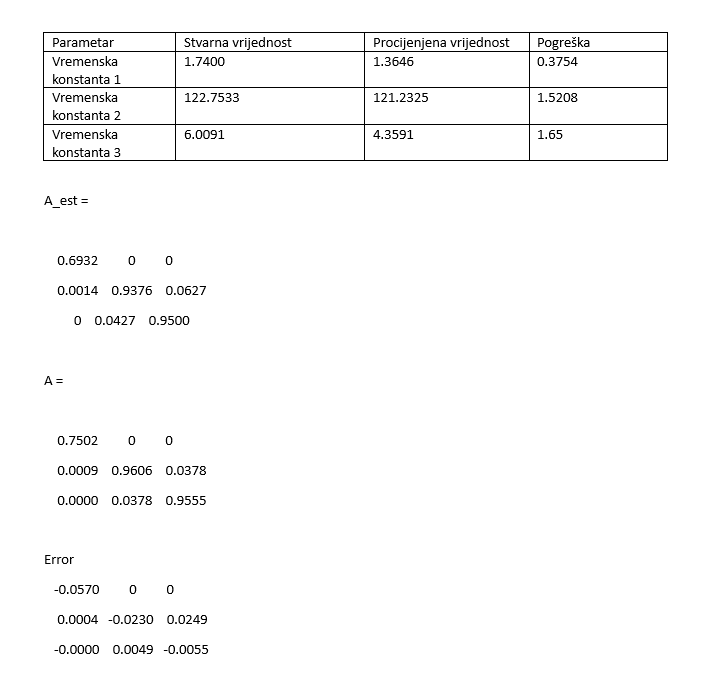 Parametar Stvarna vrijednost Procijenjena vrijednost Pogreška
Vremenska konstanta 1 1.7400 1.3646 0.3754
Vremenska konstanta 2 122.7533 121.2325 1.5208
Vremenska konstanta 3 6.0091 4.3591 1.65
A_est =
0.6932 0 0
0.0014 0.9376 0.0627
0 0.0427 0.9500
A =
0.7502 0 0
0.0009 0.9606 0.0378
0.0000 0.0378 0.9555
Error
-0.0570 0 0
0.0004 -0.0230 0.0249
-0.0000 0.0049 -0.0055